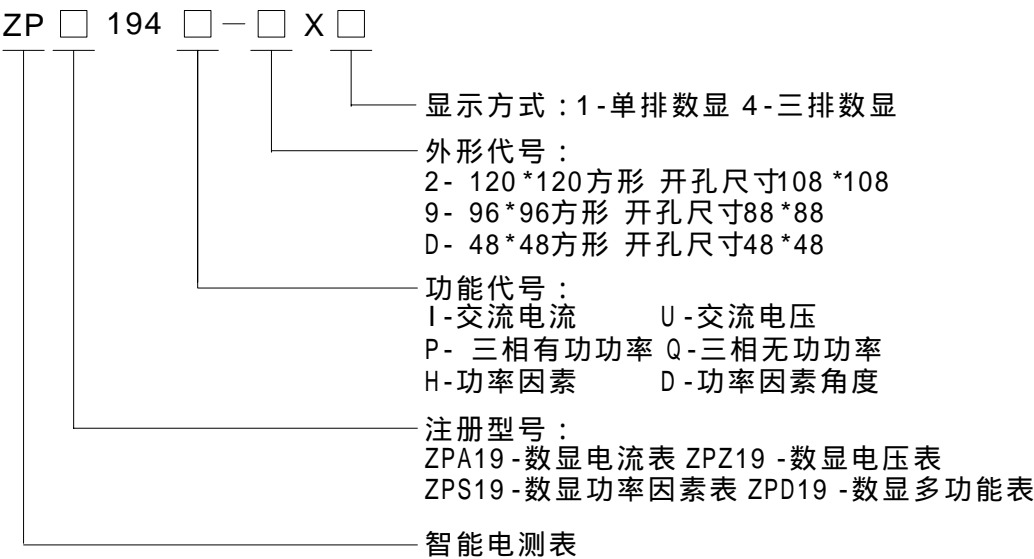 ZP □ 194 □－□ X □
显示方式：1-单排数显 4-三排数显
外形代号：
2- 120*120方形 开孔尺寸108*108
9- 96*96方形 开孔尺寸88*88
D- 48*48方形 开孔尺寸48*48
功能代号：
I-交流电流 U-交流电压
P- 三相有功功率 Q-三相无功功率
H-功率因素 D-功率因素角度
注册型号：
ZPA19-数显电流表 ZPZ19-数显电压表
ZPS19-数显功率因素表 ZPD19-数显多功能表
智能电测表